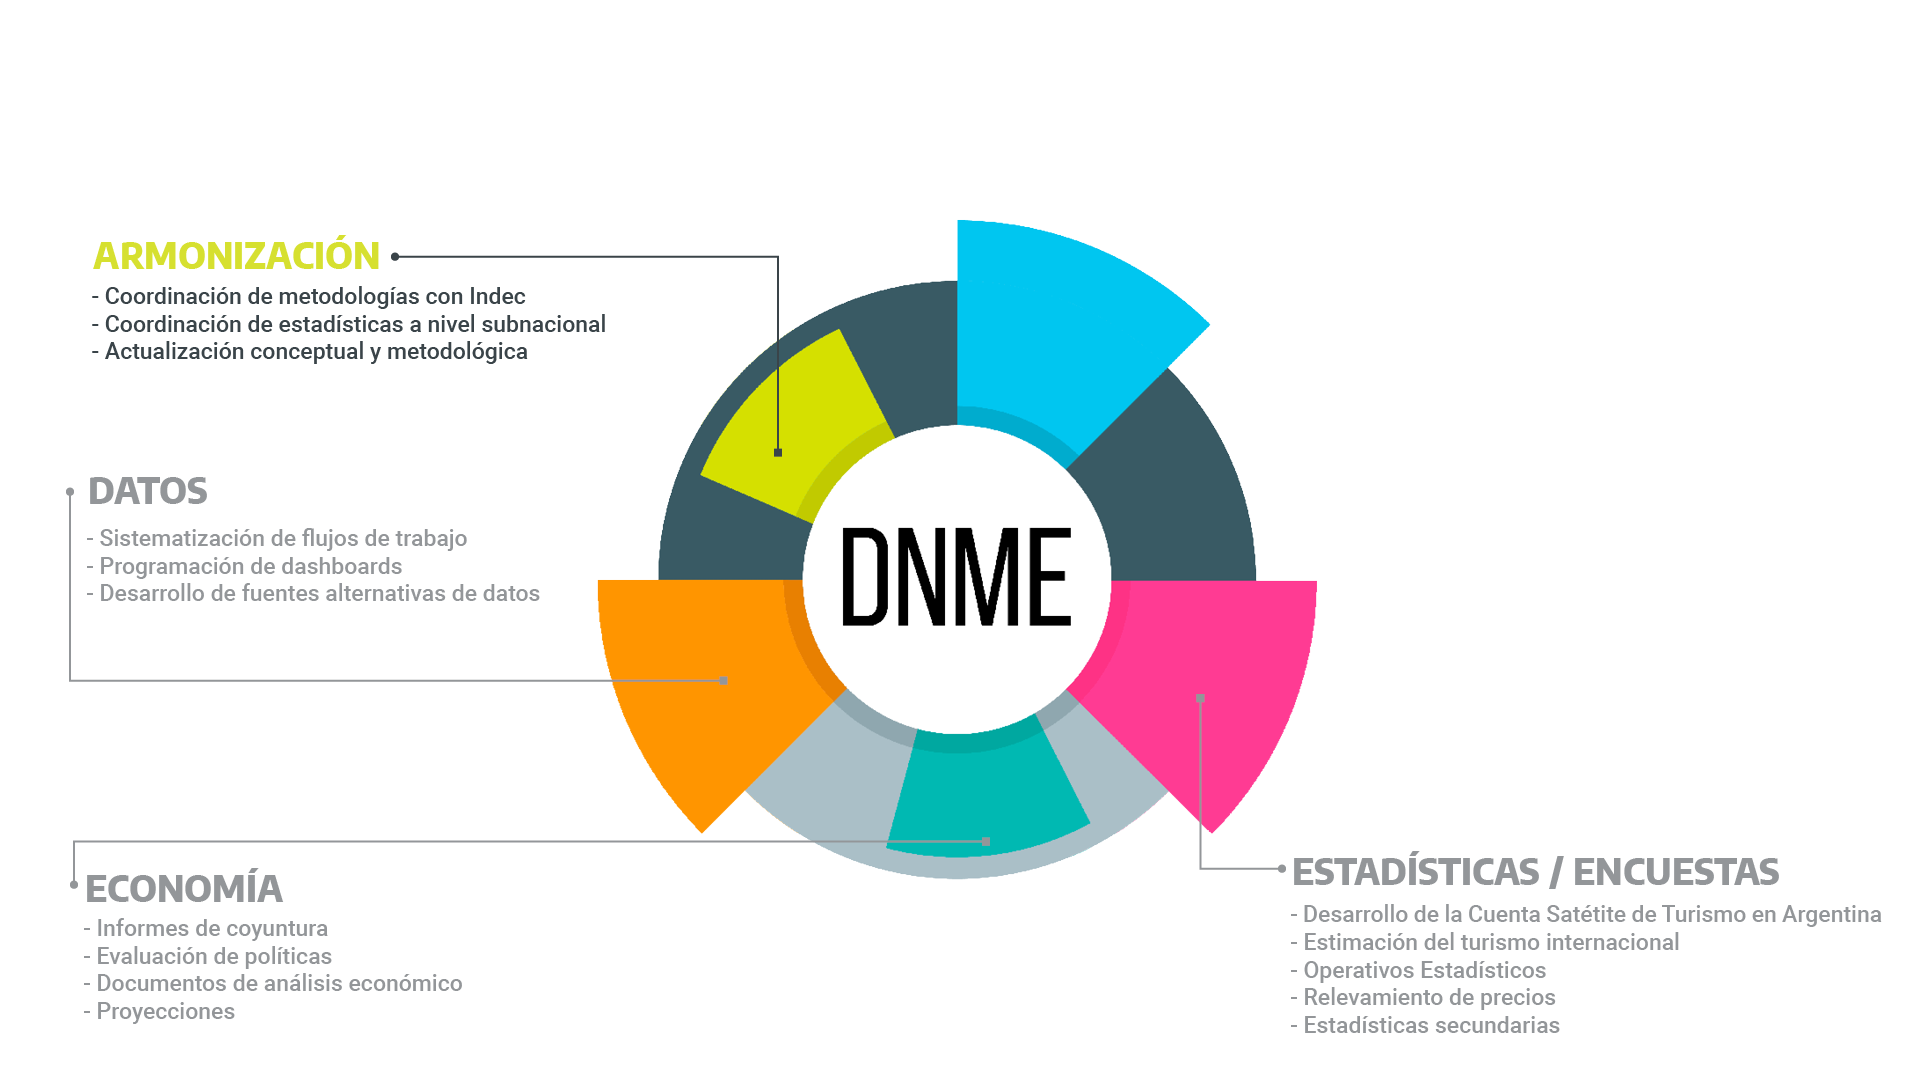 ARMONIZACIÓN
- Coordinación de metodologías con Indec
- Coordinación de estadísticas a nivel subnacional
- Actualización conceptual y metodológica
DATOS
- Sistematización de flujos de trabajo
- Programación de dashboards
- Desarrollo de fuentes alternativas de datos
DNME
ECONOMÍA
- Informes de coyuntura
- Evaluación de políticas
- Documentos de análisis económico
- Proyecciones
ESTADÍSTICAS / ENCUESTAS
- Desarrollo de la Cuenta Satétite de Turismo en Argentina
- Estimación del turismo internacional
- Operativos Estadísticos
- Relevamiento de precios
- Estadísticas secundarias